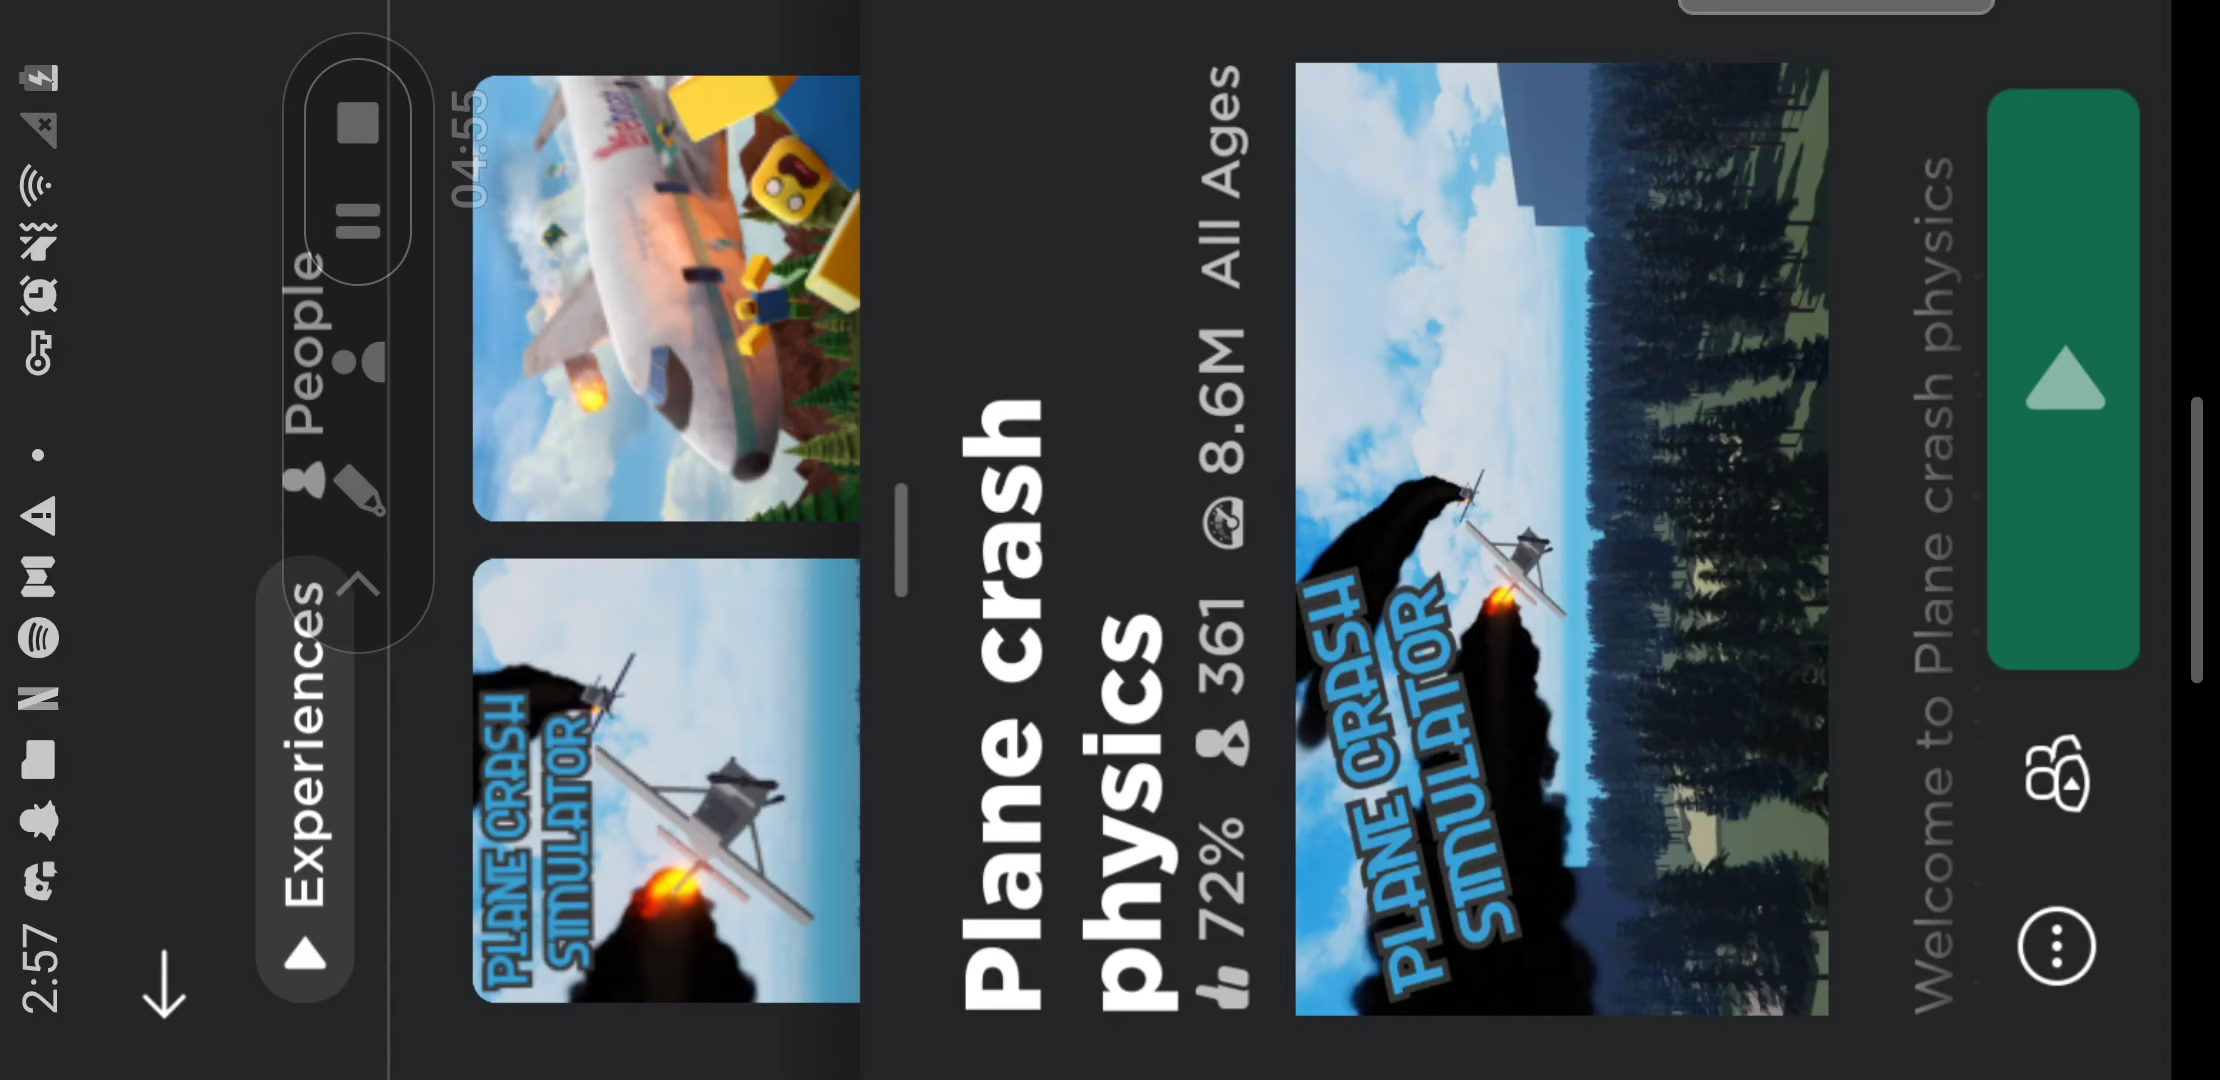 2:57
04:55
Experiences
People
PLANE CRASH
SIMULATOR
Plane crash
physics
72% 361 8.6M All Ages
PLANE CRASH
SIMULATOR
Welcome to Plane crash physics